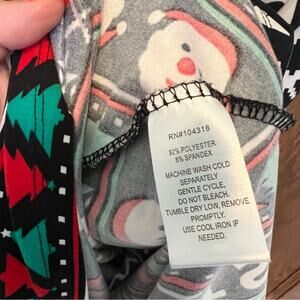 RN#104318
92% POLYESTER
8% SPANDEX
MACHINE WASH COLD
SEPARATELY
GENTLE CYCLE.
DO NOT BLEACH.
TUMBLE DRY LOW, REMOVE
PROMPTLY.
USE COOL IRON IF
NEEDED.